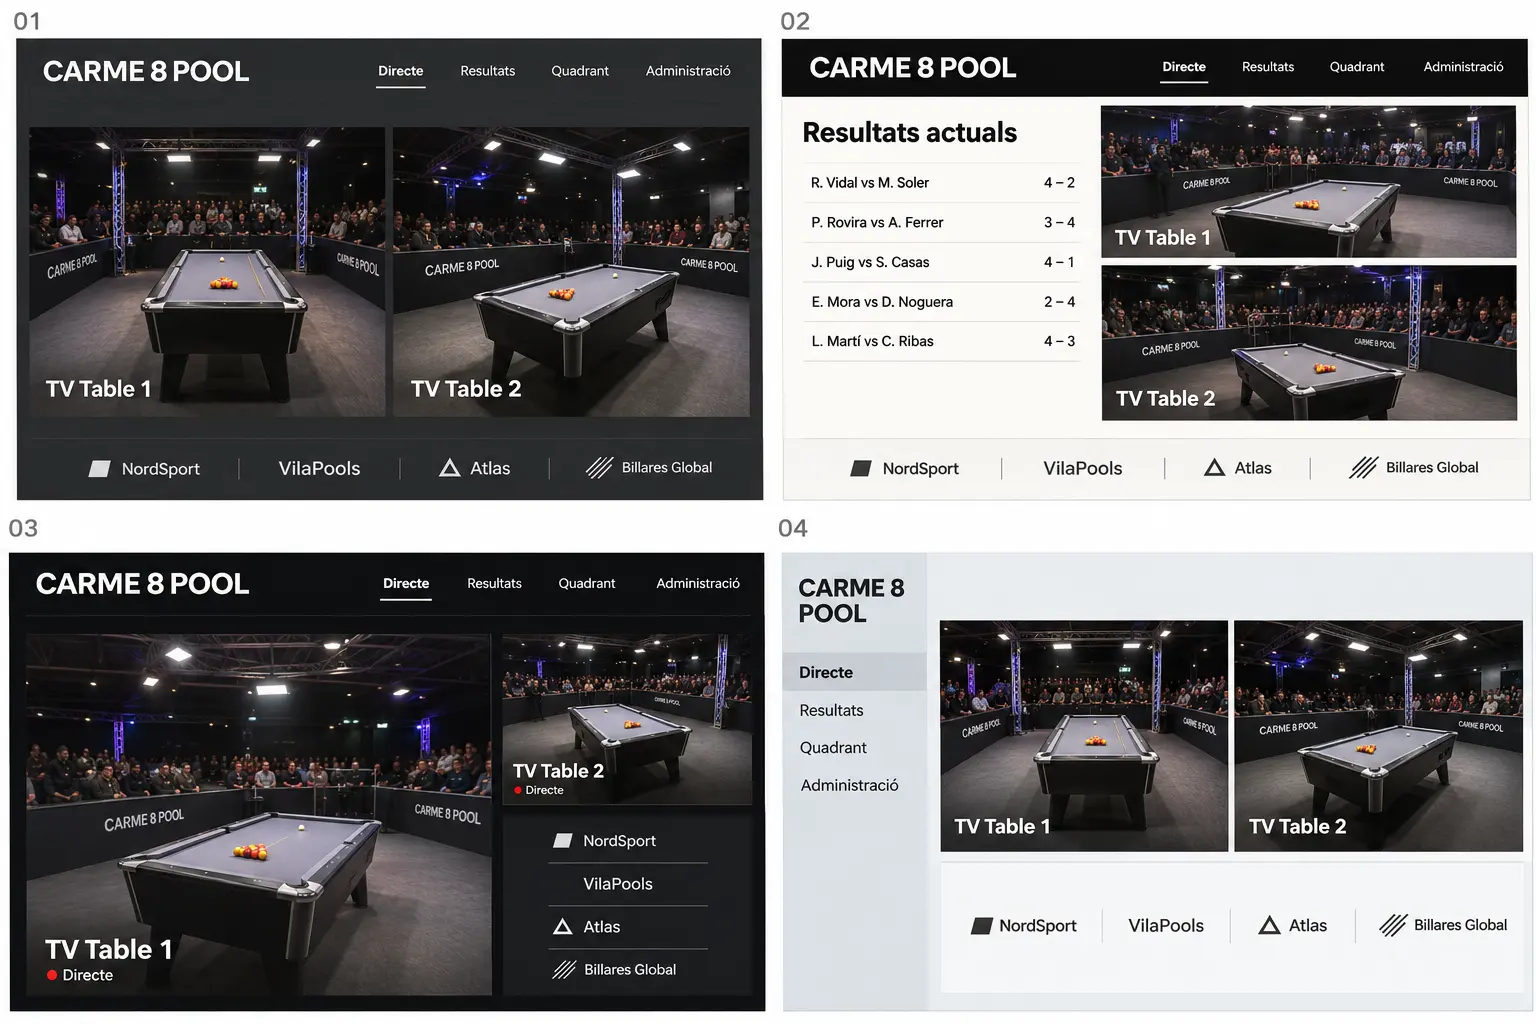 01
CARME 8 POOL
Directe
Resultats
Quadrant
Administració
CARME 8 POOL
CARME 8 POOL
TV Table 1
CARME 8 POOL
CARME 8 POOL
TV Table 2
NordSport
VilaPools
Atlas
Billares Global
02
CARME 8 POOL
Directe
Resultats
Quadrant
Administració
Resultats actuals
R. Vidal vs M. Soler 4 – 2
P. Rovira vs A. Ferrer 3 – 4
J. Puig vs S. Casas 4 – 1
E. Mora vs D. Noguera 2 – 4
L. Martí vs C. Ribas 4 – 3
CARME 8 POOL
CARME 8 POOL
TV Table 1
CARME 8 POOL
CARME 8 POOL
TV Table 2
NordSport
VilaPools
Atlas
Billares Global
03
CARME 8 POOL
Directe
Resultats
Quadrant
Administració
CARME 8 POOL
CARME 8 POOL
TV Table 1
Directe
CARME 8 POOL
TV Table 2
Directe
NordSport
VilaPools
Atlas
Billares Global
04
CARME 8
POOL
Directe
Resultats
Quadrant
Administració
CARME 8 POOL
CARME 8 POOL
TV Table 1
CARME 8 POOL
CARME 8 POOL
TV Table 2
NordSport
VilaPools
Atlas
Billares Global